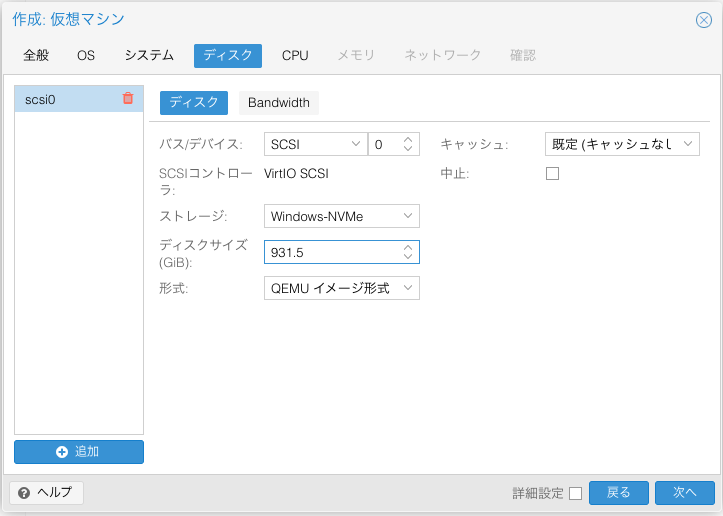 作成: 仮想マシン
全般 OS システム ディスク CPU メモリ ネットワーク 確認
scsi0
ディスク Bandwidth
バス/デバイス: SCSI 0 キャッシュ: 既定 (キャッシュなし
SCSIコントロー
ラ: VirtIO SCSI 中止:
ストレージ: Windows-NVMe
ディスクサイズ
(GiB): 931.5
形式: QEMU イメージ形式
追加
ヘルプ 詳細設定 戻る 次へ